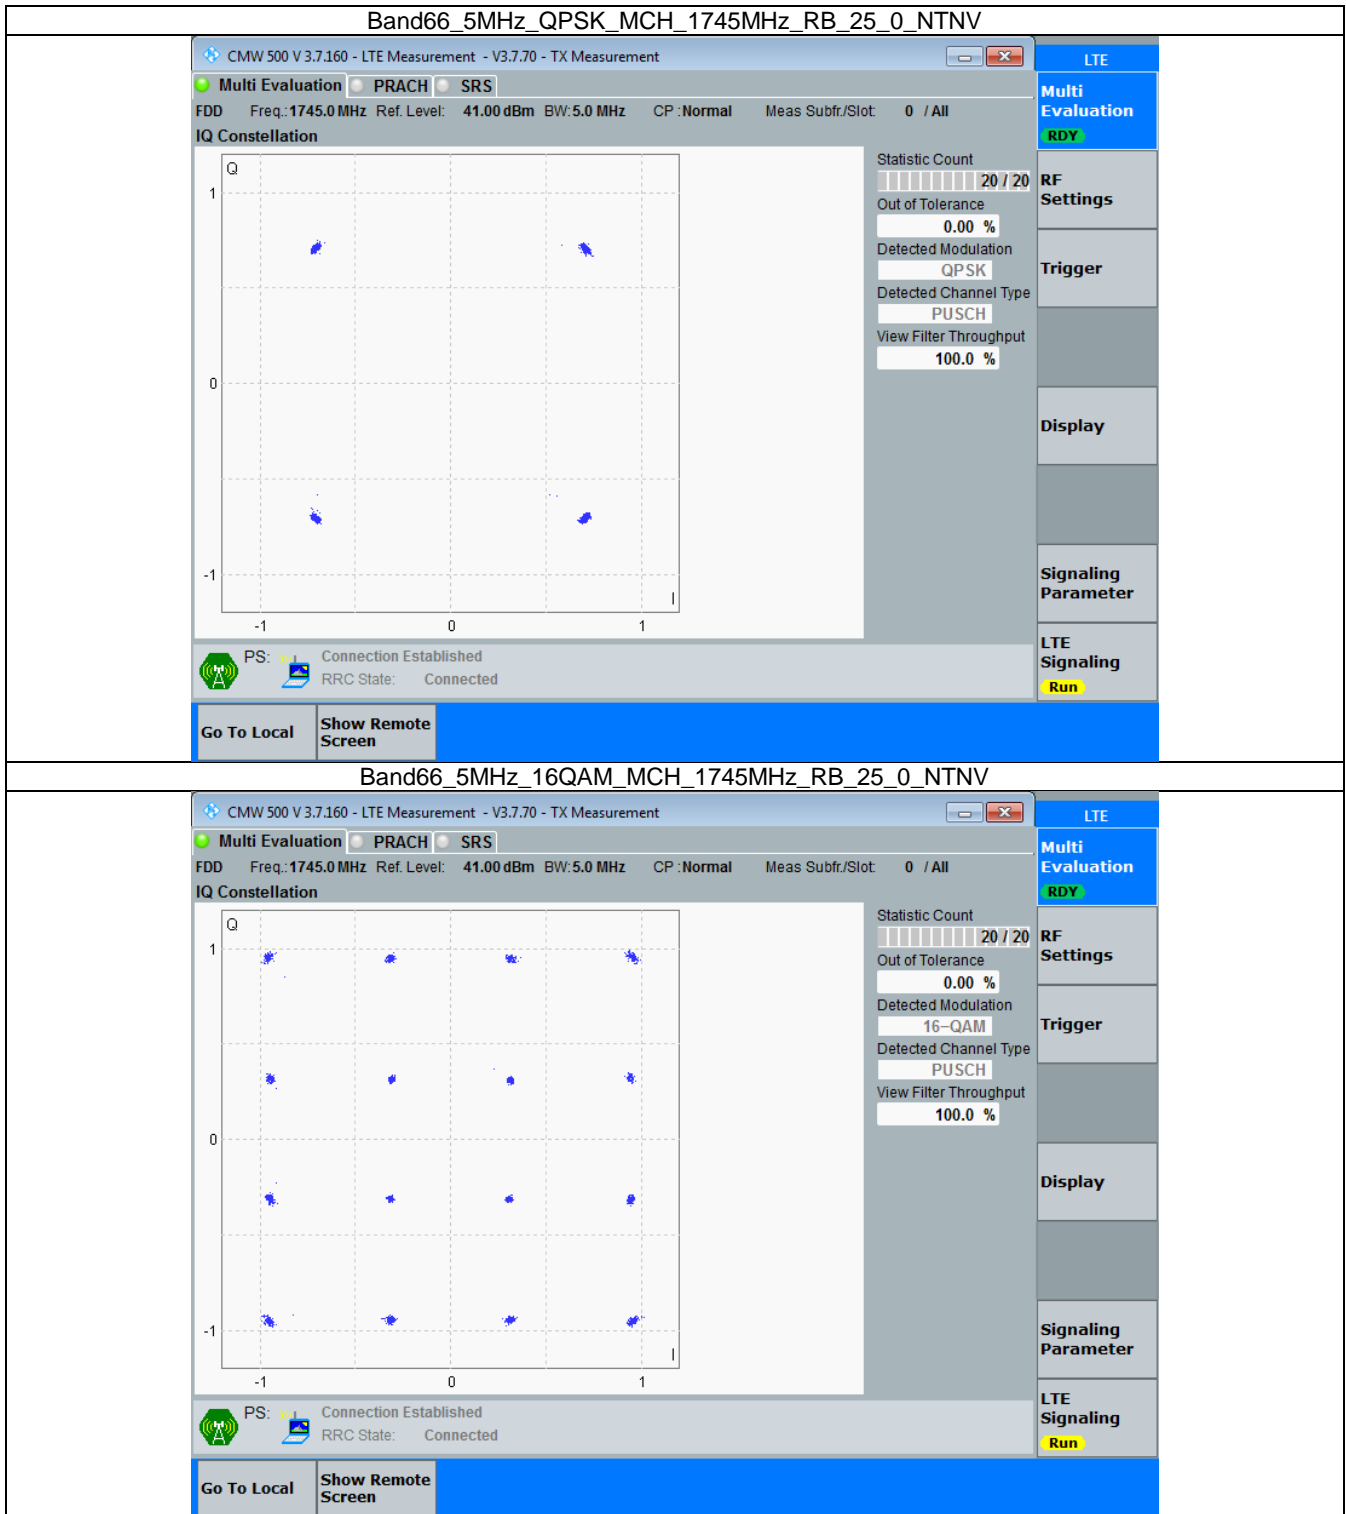 Band66_5MHz_QPSK_MCH_1745MHz_RB_25_0_NTNV
CMW 500 V 3.7.160 - LTE Measurement - V3.7.70 - TX Measurement
LTE
Multi Evaluation PRACH SRS
FDD Freq.: 1745.0 MHz Ref. Level: 41.00 dBm BW: 5.0 MHz CP : Normal Meas Subfr./Slot: 0 / All
IQ Constellation
Multi
Evaluation
RDY
Q
1
0
-1
I
-1 0 1
Statistic Count
20 / 20
Out of Tolerance
0.00 %
Detected Modulation
QPSK
Detected Channel Type
PUSCH
View Filter Throughput
100.0 %
RF
Settings
Trigger
Display
Signaling
Parameter
LTE
Signaling
Run
PS: Connection Established
RRC State: Connected
Go To Local
Show Remote
Screen
Band66_5MHz_16QAM_MCH_1745MHz_RB_25_0_NTNV
CMW 500 V 3.7.160 - LTE Measurement - V3.7.70 - TX Measurement
LTE
Multi Evaluation PRACH SRS
FDD Freq.: 1745.0 MHz Ref. Level: 41.00 dBm BW: 5.0 MHz CP : Normal Meas Subfr./Slot: 0 / All
IQ Constellation
Multi
Evaluation
RDY
Q
1
0
-1
I
-1 0 1
Statistic Count
20 / 20
Out of Tolerance
0.00 %
Detected Modulation
16-QAM
Detected Channel Type
PUSCH
View Filter Throughput
100.0 %
RF
Settings
Trigger
Display
Signaling
Parameter
LTE
Signaling
Run
PS: Connection Established
RRC State: Connected
Go To Local
Show Remote
Screen